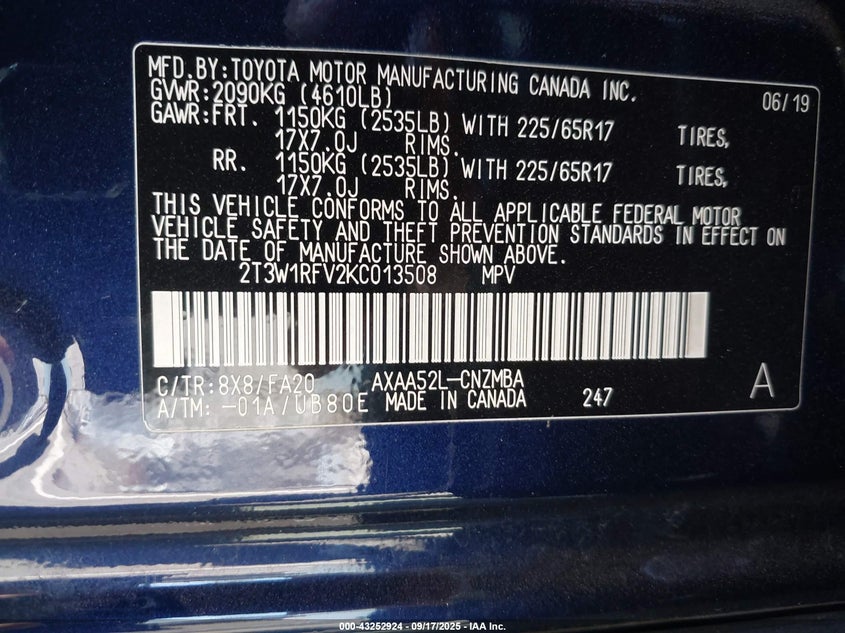 MFD.BY:TOYOTA MOTOR MANUFACTURING CANADA INC. 06/19
GVWR:2090KG (4610LB)
GAWR:FRT. 1150KG (2535LB) WITH 225/65R17 TIRES,
17X7.0J RIMS.
RR. 1150KG (2535LB) WITH 225/65R17 TIRES,
17X7.0J RIMS.
THIS VEHICLE CONFORMS TO ALL APPLICABLE FEDERAL MOTOR
VEHICLE SAFETY AND THEFT PREVENTION STANDARDS IN EFFECT ON
THE DATE OF MANUFACTURE SHOWN ABOVE.
2T3W1RFV2KC013508 MPV
C/TR:8X8/FA20 AXAA52L-CNZMBA
A/TM:-01A/UB80E MADE IN CANADA 247 A
000-43252924 - 09/17/2025 - IAA Inc.